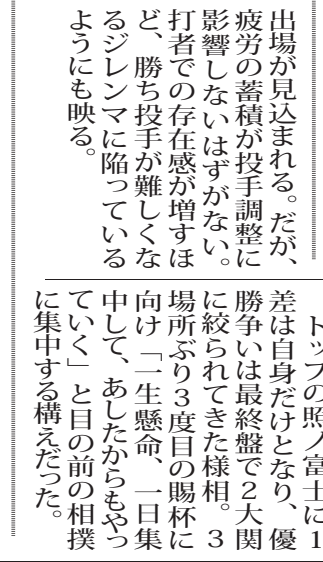 出場が見込まれる。だが、
疲労の蓄積が投手調整に
影響しないはずがない。
打者での存在感が増すほ
ど、勝ち投手が難しくな
るジレンマに陥っている
ようにも映る。
トップの照ノ富士に1
差は自身だけとなり、優
勝争いは最終盤で2大関
に絞られてきた様相。3
場所ぶり3度目の賜杯に
向け「一生懸命、一日集
中して、あしたからもやっ
ていく」と目の前の相撲
に集中する構えだった。